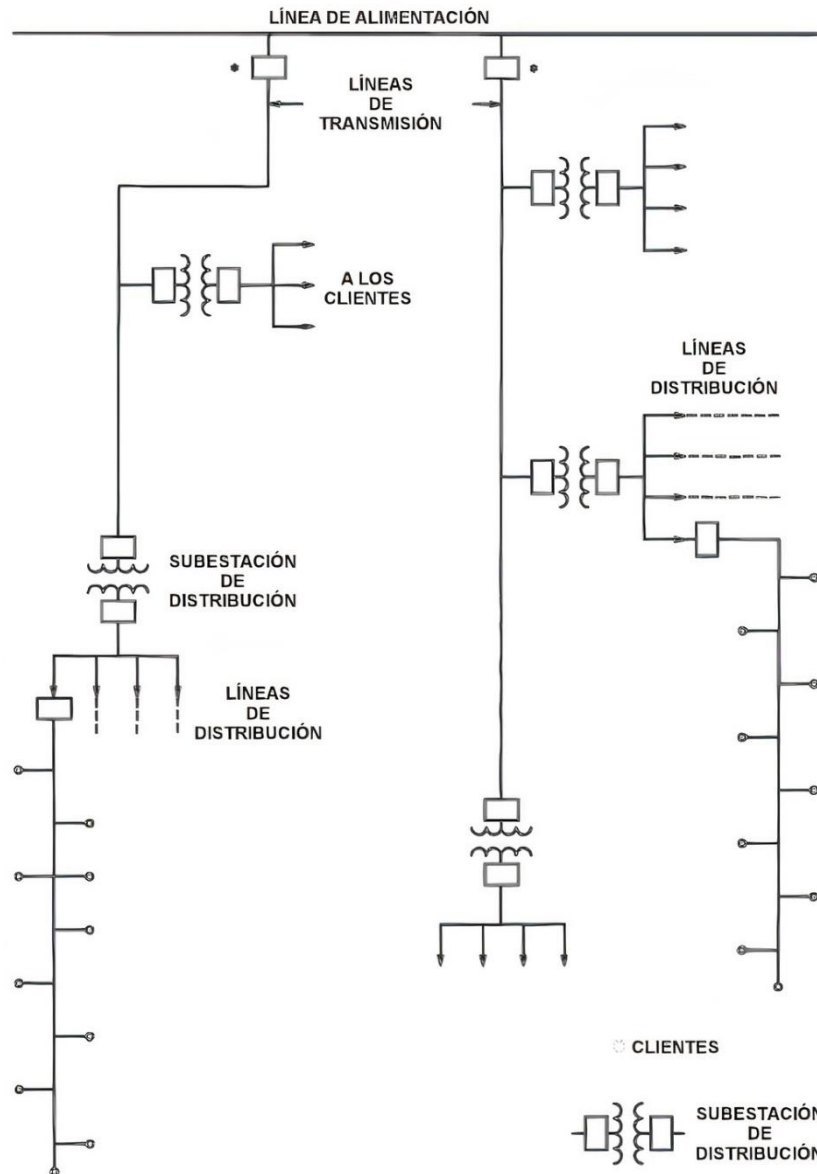 LÍNEA DE ALIMENTACIÓN
*
*
LÍNEAS
DE
TRANSMISIÓN
A LOS
CLIENTES
LÍNEAS
DE
DISTRIBUCIÓN
SUBESTACIÓN
DE
DISTRIBUCIÓN
LÍNEAS
DE
DISTRIBUCIÓN
CLIENTES
SUBESTACIÓN
DE
DISTRIBUCIÓN